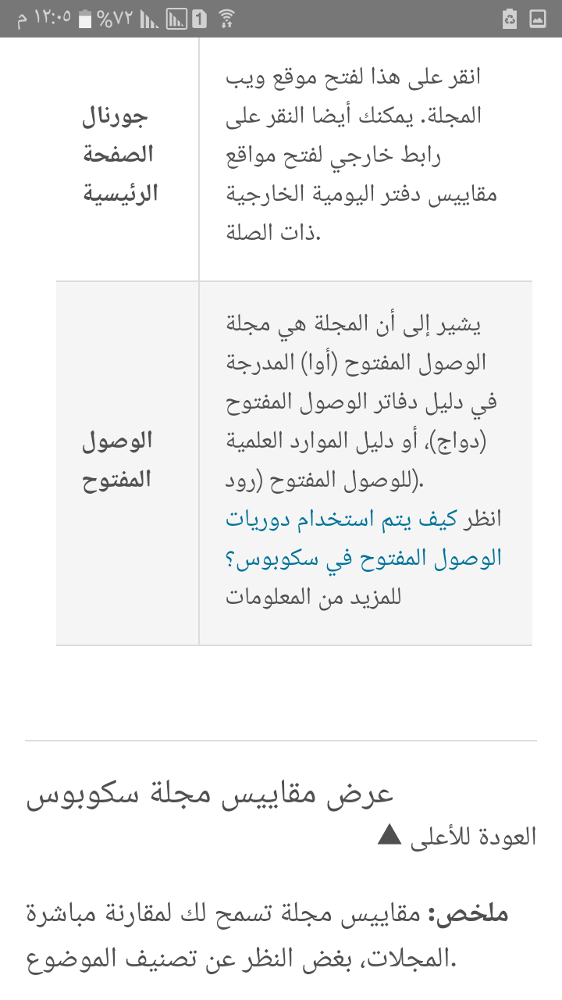 ١٢:٠٥ م
%٧٢
1
جورنال
الصفحة
الرئيسية
انقر على هذا لفتح موقع ويب
المجلة. يمكنك أيضا النقر على
رابط خارجي لفتح مواقع
مقاييس دفتر اليومية الخارجية
ذات الصلة.
الوصول
المفتوح
يشير إلى أن المجلة هي مجلة
الوصول المفتوح (أوا) المدرجة
في دليل دفاتر الوصول المفتوح
(دواج)، أو دليل الموارد العلمية
للوصول المفتوح (رود).
انظر كيف يتم استخدام دوريات
الوصول المفتوح في سكوبوس؟
للمزيد من المعلومات
عرض مقاييس مجلة سكوبوس
العودة للأعلى ▲
ملخص: مقاييس مجلة تسمح لك لمقارنة مباشرة
المجلات، بغض النظر عن تصنيف الموضوع.